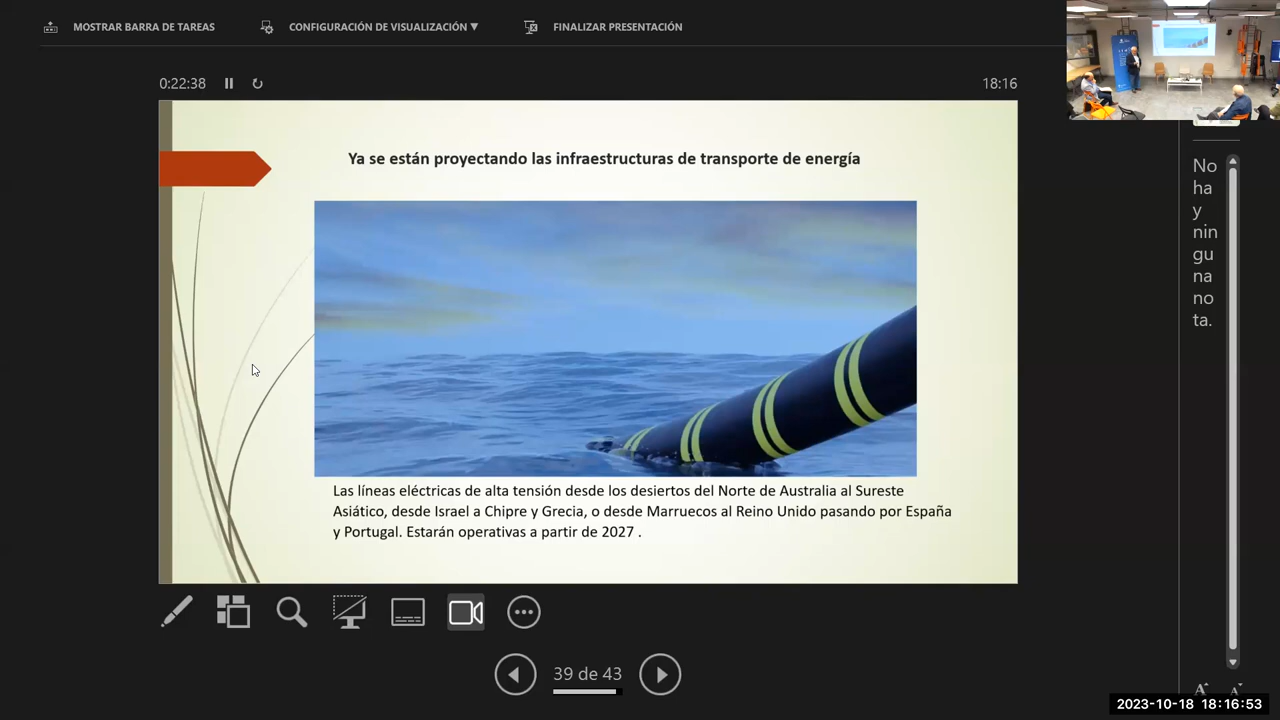 MOSTRAR BARRA DE TAREAS
CONFIGURACIÓN DE VISUALIZACIÓN
FINALIZAR PRESENTACIÓN
0:22:38
18:16
Ya se están proyectando las infraestructuras de transporte de energía
Las líneas eléctricas de alta tensión desde los desiertos del Norte de Australia al Sureste
Asiático, desde Israel a Chipre y Grecia, o desde Marruecos al Reino Unido pasando por España
y Portugal. Estarán operativas a partir de 2027 .
No
ha
y
nin
gu
na
no
ta.
39 de 43
A
A
2023-10-18 18:16:53